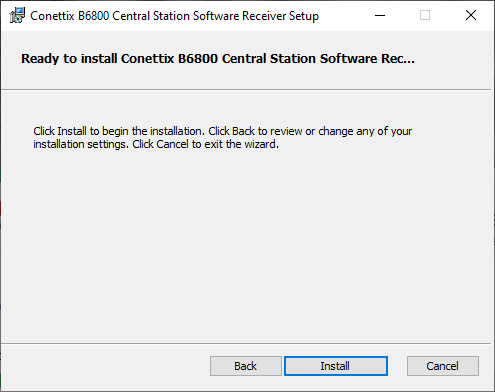 Conettix B6800 Central Station Software Receiver Setup
Ready to install Conettix B6800 Central Station Software Rec...
Click Install to begin the installation. Click Back to review or change any of your
installation settings. Click Cancel to exit the wizard.
Back
Install
Cancel